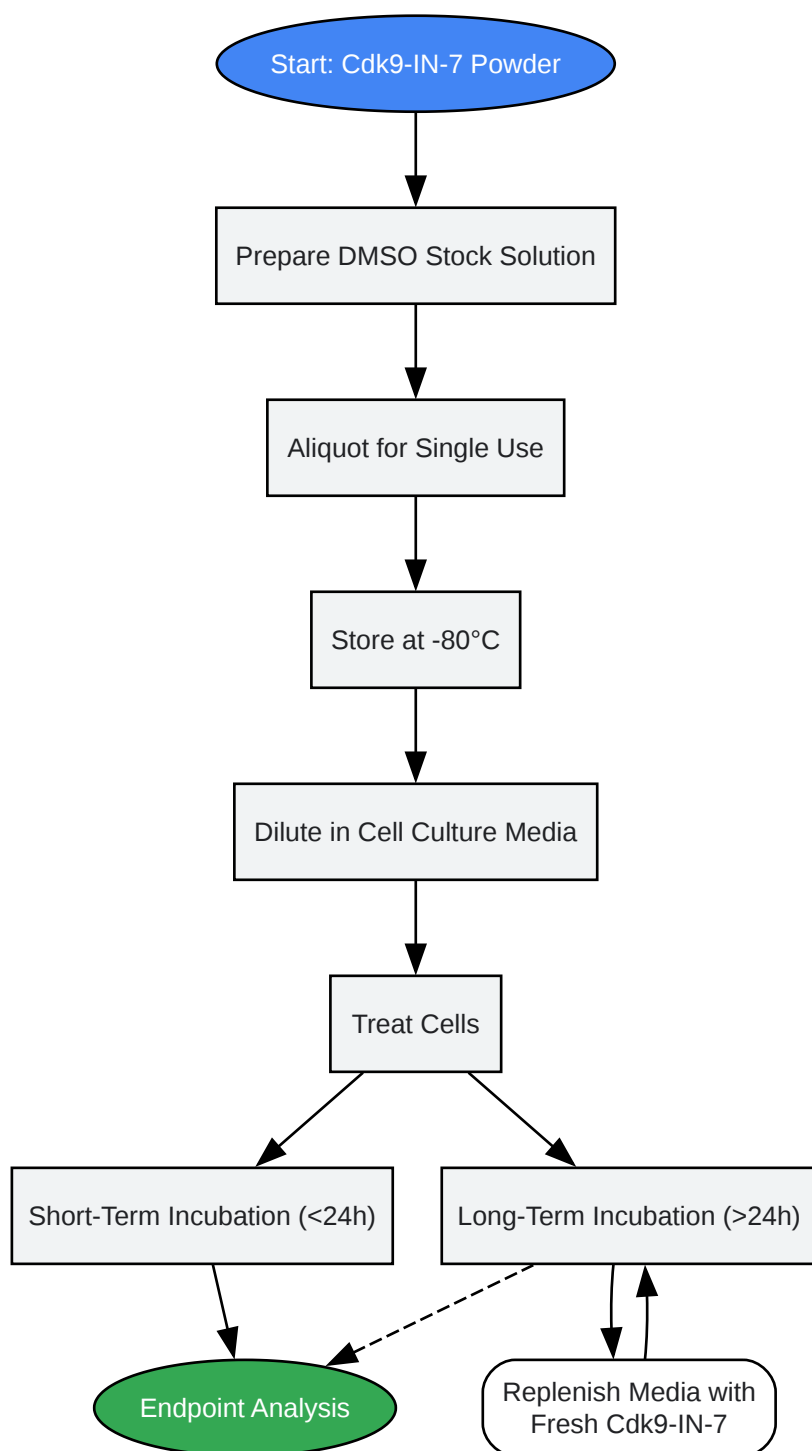 Start: Cdk9-IN-7 Powder
Prepare DMSO Stock Solution
Aliquot for Single Use
Store at -80°C
Dilute in Cell Culture Media
Treat Cells
Short-Term Incubation (<24h)
Long-Term Incubation (>24h)
Endpoint Analysis
Replenish Media with
Fresh Cdk9-IN-7